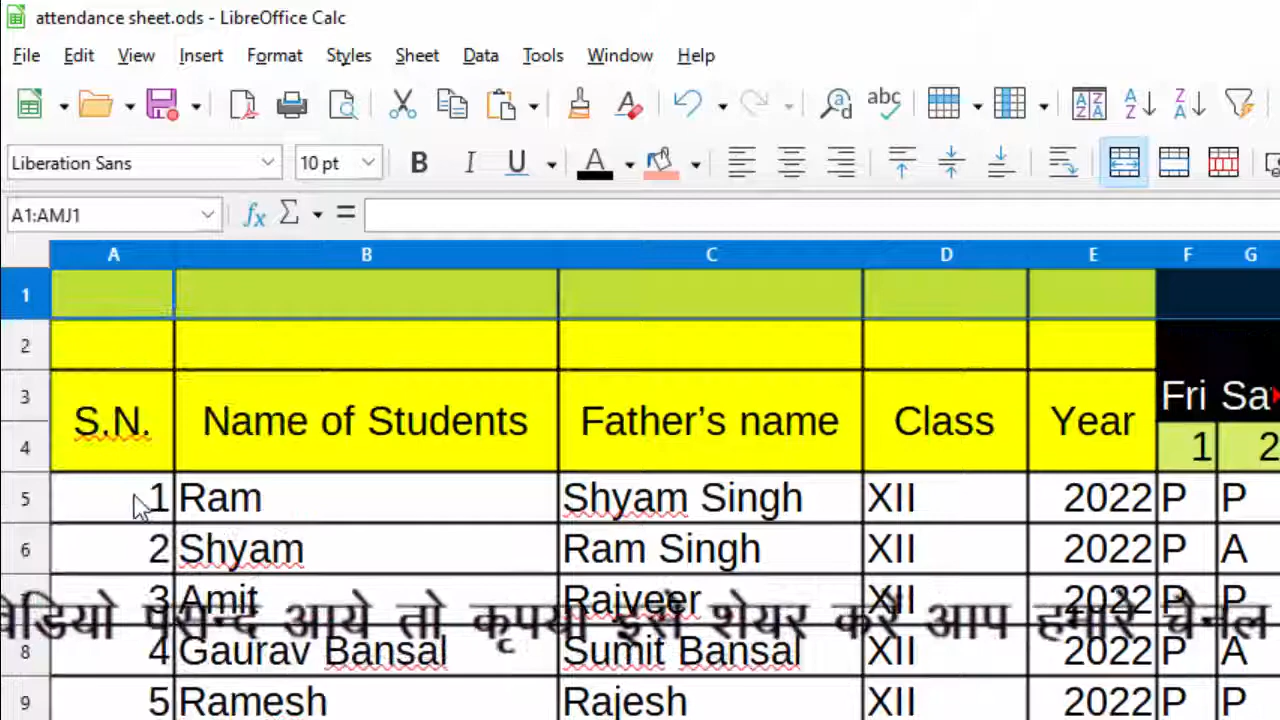 attendance sheet.ods - LibreOffice Calc
File Edit View Insert Format Styles Sheet Data Tools Window Help
Liberation Sans 10 pt
A1:AMJ1
A B C D E F G
1
2
3 Fri Sa
S.N. Name of Students Father’s name Class Year
4 1 2
5 1 Ram Shyam Singh XII 2022 P P
6 2 Shyam Ram Singh XII 2022 P A
3 Amit Rajveer XII 2022 P P
वेडियो पसन्द आये तो कृपया इसे शेयर करें आप हमारे चैनल
8 4 Gaurav Bansal Sumit Bansal XII 2022 P A
9 5 Ramesh Rajesh XII 2022 P P